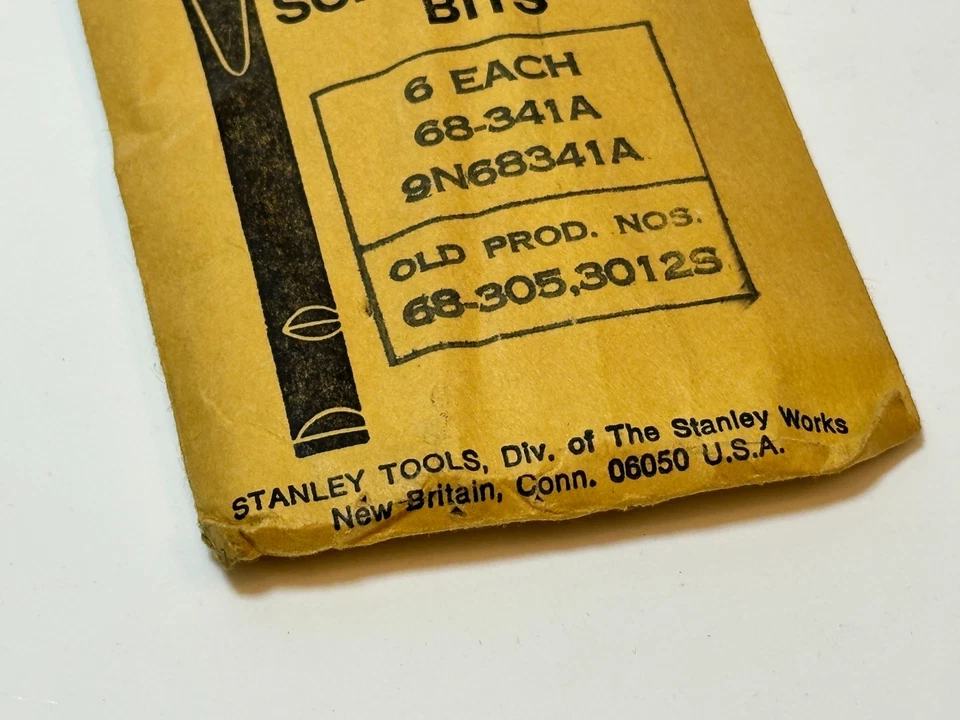 BITS
6 EACH
68-341A
9N68341A
OLD PROD. NOS.
68-305,3012S
STANLEY TOOLS, Div. of The Stanley Works
New Britain, Conn. 06050 U.S.A.